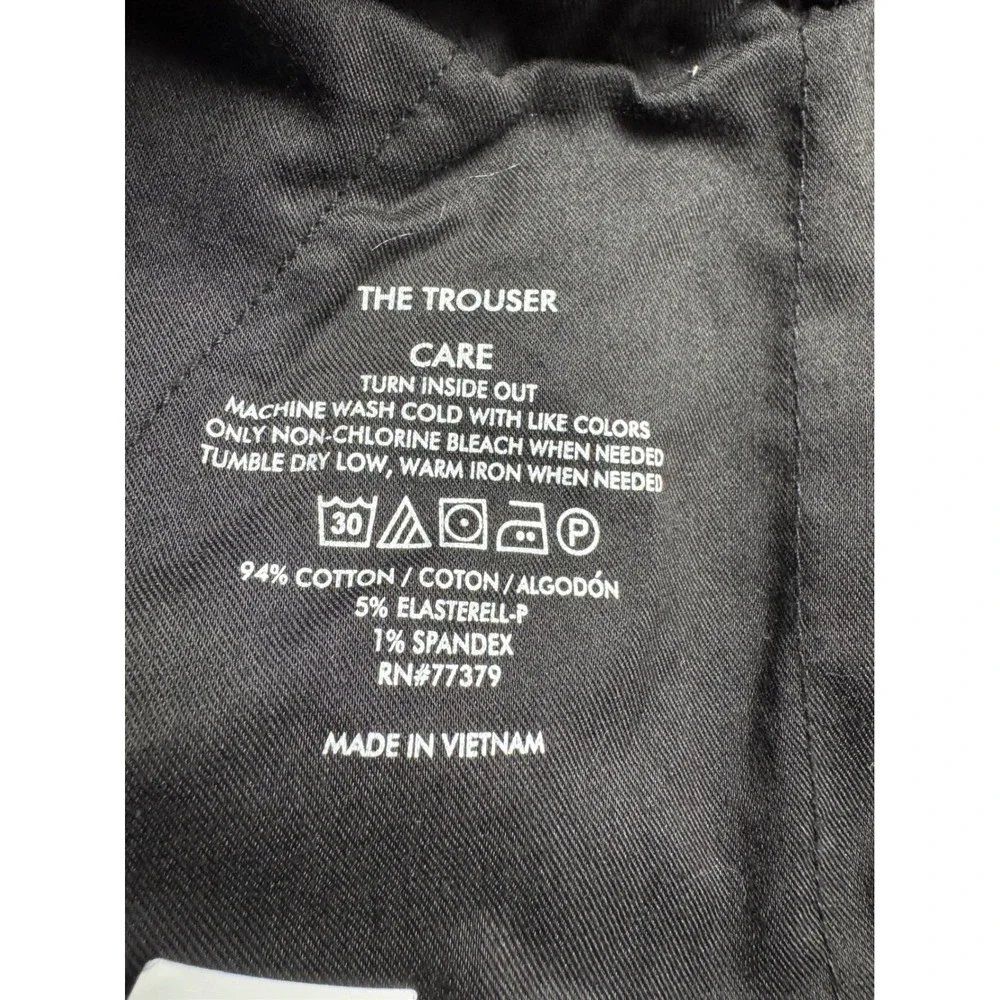 THE TROUSER
CARE
TURN INSIDE OUT
MACHINE WASH COLD WITH LIKE COLORS
ONLY NON-CHLORINE BLEACH WHEN NEEDED
TUMBLE DRY LOW, WARM IRON WHEN NEEDED
30 P
94% COTTON / COTON / ALGODÓN
5% ELASTERELL-P
1% SPANDEX
RN#77379
MADE IN VIETNAM